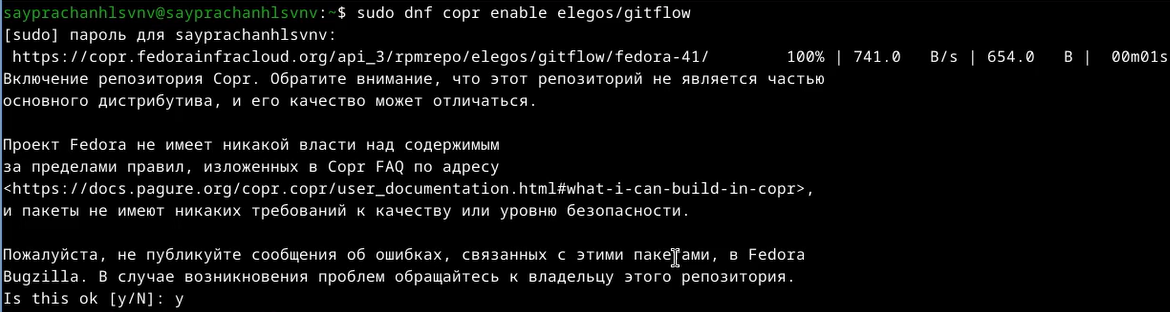 sayprachanhlsvnv@sayprachanhlsvnv:~$ sudo dnf copr enable elegos/gitflow
[sudo] пароль для sayprachanhlsvnv:
https://copr.fedorainfracloud.org/api_3/rpmrepo/elegos/gitflow/fedora-41/ 100% | 741.0 B/s | 654.0 B | 00m01s
Включение репозитория Copr. Обратите внимание, что этот репозиторий не является частью
основного дистрибутива, и его качество может отличаться.
Проект Fedora не имеет никакой власти над содержимым
за пределами правил, изложенных в Copr FAQ по адресу
<https://docs.pagure.org/copr.copr/user_documentation.html#what-i-can-build-in-copr>,
и пакеты не имеют никаких требований к качеству или уровню безопасности.
Пожалуйста, не публикуйте сообщения об ошибках, связанных с этими пакетами, в Fedora
Bugzilla. В случае возникновения проблем обращайтесь к владельцу этого репозитория.
Is this ok [y/N]: y